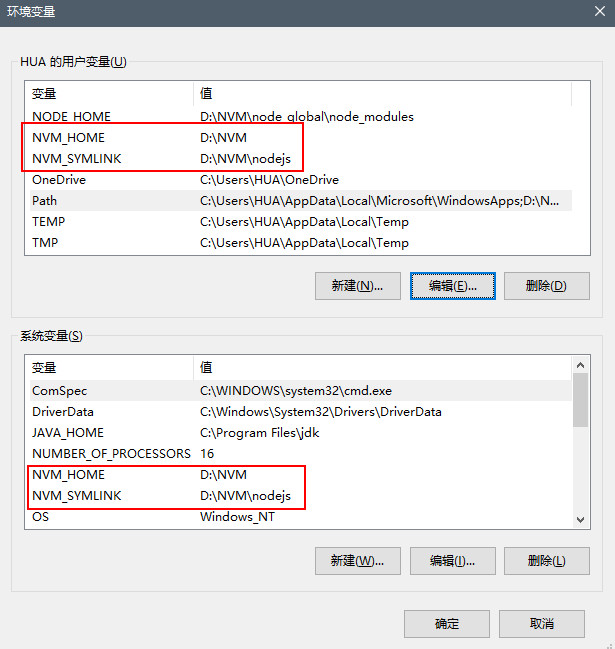 环境变量
HUA 的用户变量(U)
变量 值
NODE_HOME D:\NVM\node_global\node_modules
NVM_HOME D:\NVM
NVM_SYMLINK D:\NVM\nodejs
OneDrive C:\Users\HUA\OneDrive
Path C:\Users\HUA\AppData\Local\Microsoft\WindowsApps;D:\N...
TEMP C:\Users\HUA\AppData\Local\Temp
TMP C:\Users\HUA\AppData\Local\Temp
新建(N)... 编辑(E)... 删除(D)
系统变量(S)
变量 值
ComSpec C:\WINDOWS\system32\cmd.exe
DriverData C:\Windows\System32\Drivers\DriverData
JAVA_HOME C:\Program Files\jdk
NUMBER_OF_PROCESSORS 16
NVM_HOME D:\NVM
NVM_SYMLINK D:\NVM\nodejs
OS Windows_NT
新建(W)... 编辑(I)... 删除(L)
确定 取消